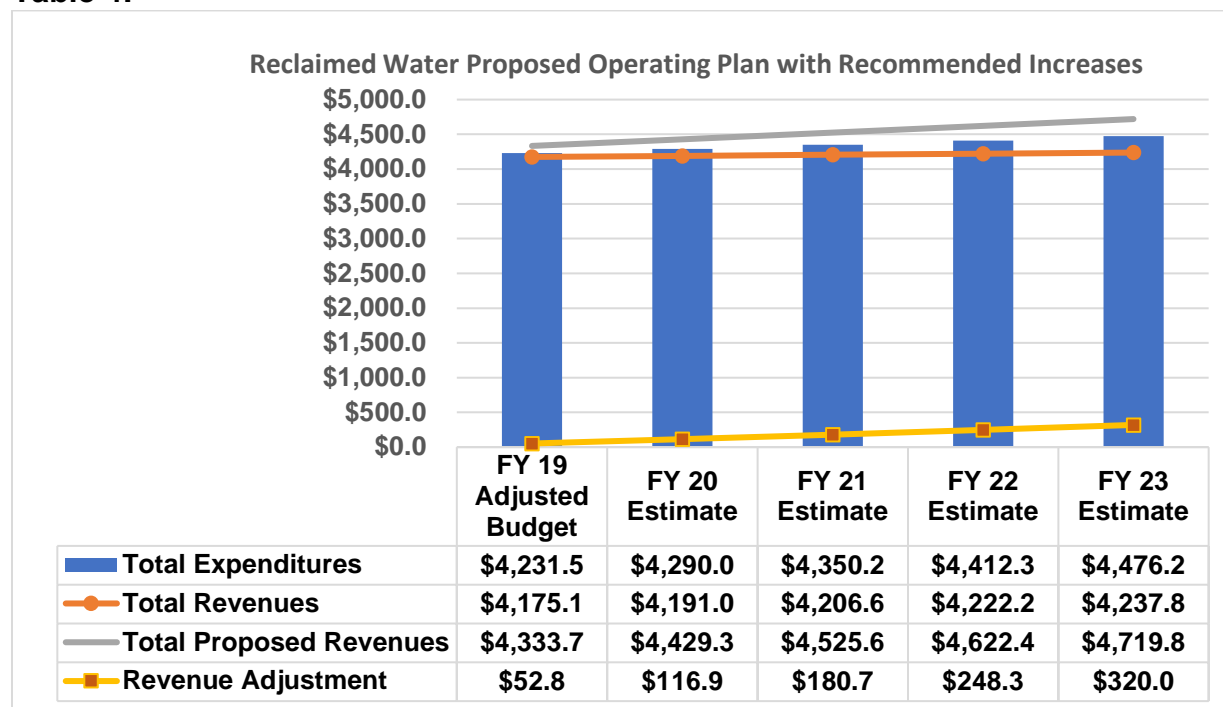 Reclaimed Water Proposed Operating Plan with Recommended Increases
$5,000.0
$4,500.0
$4,000.0
$3,500.0
$3,000.0
$2,500.0
$2,000.0
$1,500.0
$1,000.0
$500.0
$0.0
FY 19 Adjusted Budget
FY 20 Estimate
FY 21 Estimate
FY 22 Estimate
FY 23 Estimate
Total Expenditures $4,231.5 $4,290.0 $4,350.2 $4,412.3 $4,476.2
Total Revenues $4,175.1 $4,191.0 $4,206.6 $4,222.2 $4,237.8
Total Proposed Revenues $4,333.7 $4,429.3 $4,525.6 $4,622.4 $4,719.8
Revenue Adjustment $52.8 $116.9 $180.7 $248.3 $320.0